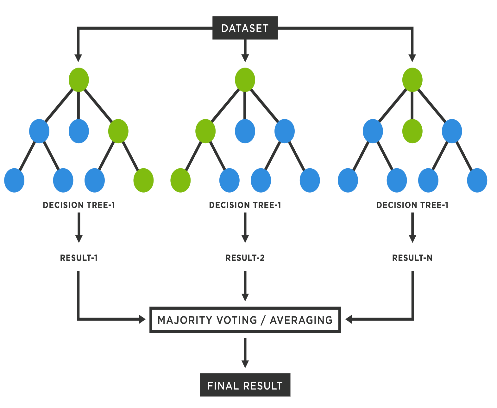 DATASET
DECISION TREE-1
DECISION TREE-1
DECISION TREE-1
RESULT-1
RESULT-2
RESULT-N
MAJORITY VOTING / AVERAGING
FINAL RESULT